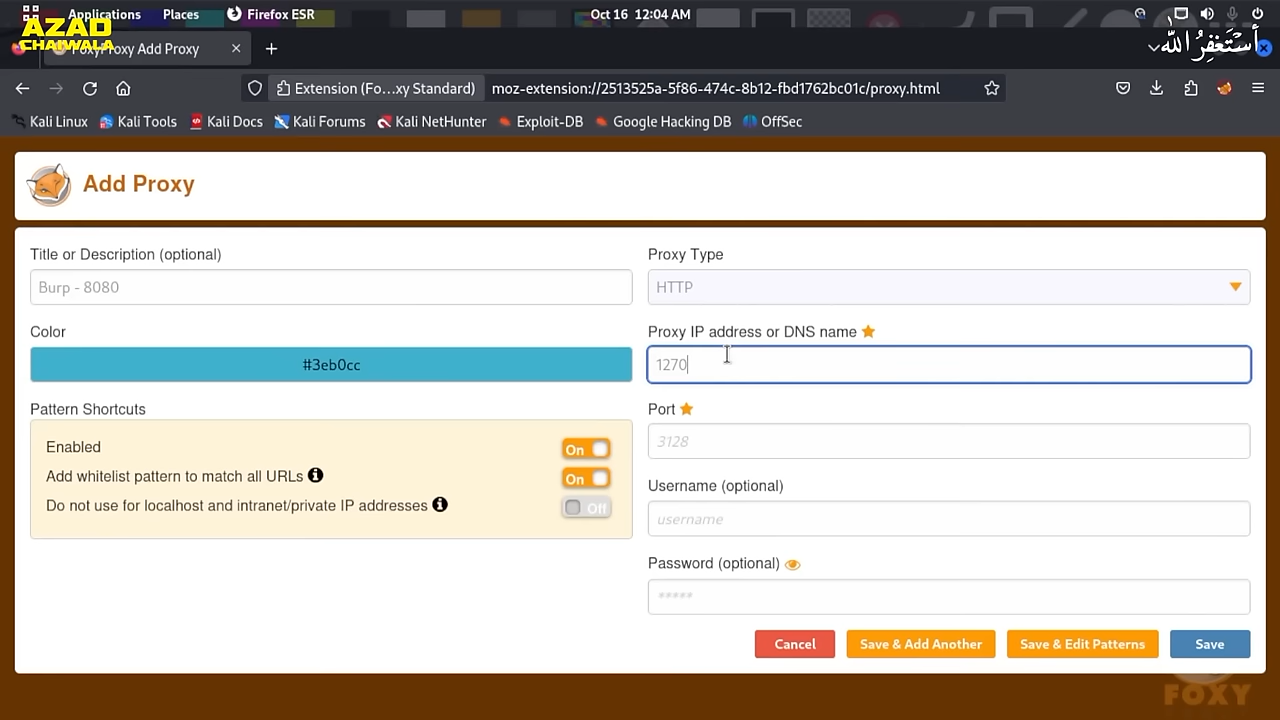 Applications Places Firefox ESR Oct 16 12:04 AM
AZAD
CHAIWALA
FoxyProxy Add Proxy
أستغفر الله
Extension (Fo...xy Standard) moz-extension://2513525a-5f86-474c-8b12-fbd1762bc01c/proxy.html
Kali Linux Kali Tools Kali Docs Kali Forums Kali NetHunter Exploit-DB Google Hacking DB OffSec
Add Proxy
Title or Description (optional)
Burp - 8080
Color
#3eb0cc
Pattern Shortcuts
Enabled On
Add whitelist pattern to match all URLs On
Do not use for localhost and intranet/private IP addresses Off
Proxy Type
HTTP
Proxy IP address or DNS name
1270
Port
3128
Username (optional)
username
Password (optional)
*****
Cancel Save & Add Another Save & Edit Patterns Save
FOXY